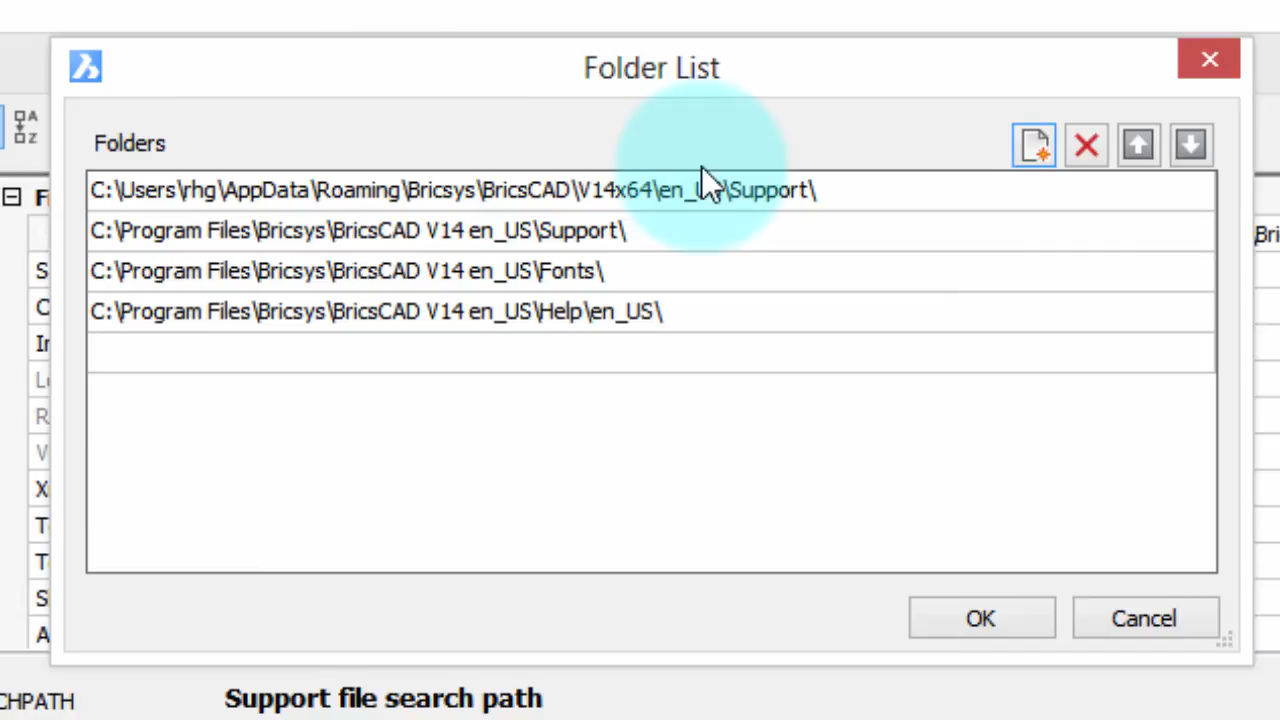 Folder List
Folders
C:\Users\rhg\AppData\Roaming\Bricsys\BricsCAD\V14x64\en_US\Support\
C:\Program Files\Bricsys\BricsCAD V14 en_US\Support\
C:\Program Files\Bricsys\BricsCAD V14 en_US\Fonts\
C:\Program Files\Bricsys\BricsCAD V14 en_US\Help\en_US\
OK
Cancel
CHPATH
Support file search path